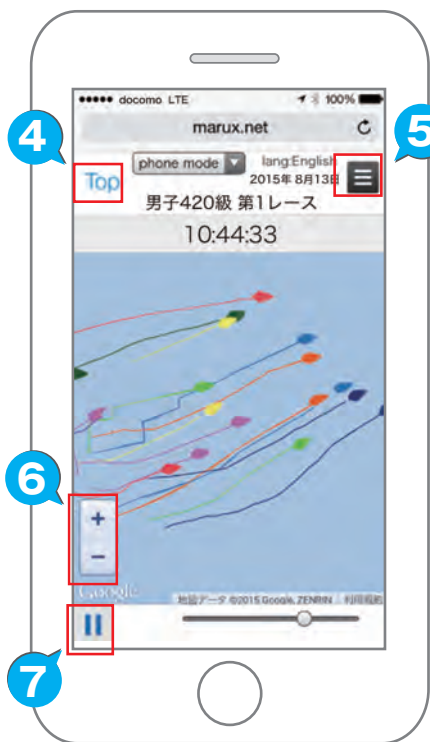 docomo LTE 100%
marux.net
4
5
phone mode
lang:English
Top
2015年 8月13日
男子420級 第1レース
10:44:33
6
+
−
Google
地図データ ©2015 Google, ZENRIN 利用規約
7